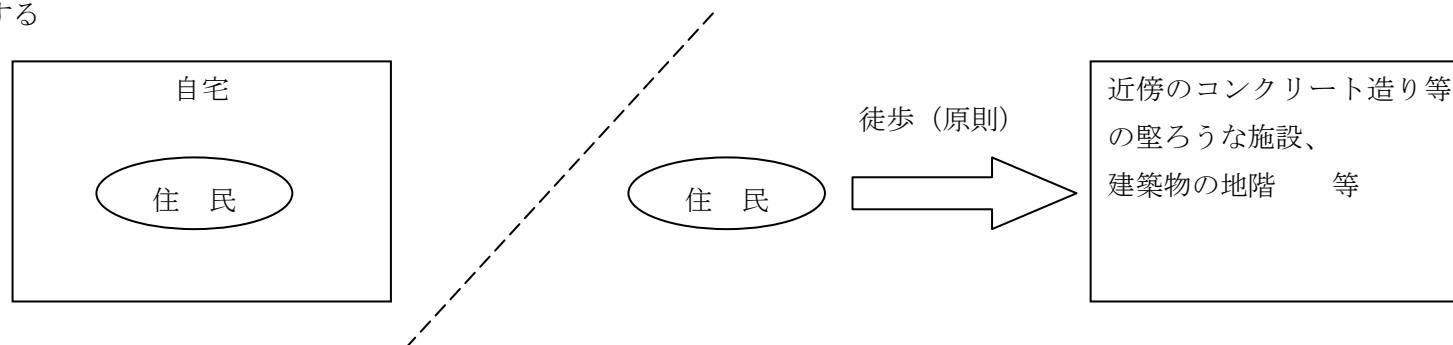 する
自宅
住　民
住　民
徒歩（原則）
近傍のコンクリート造り等
の堅ろうな施設、
建築物の地階　　等